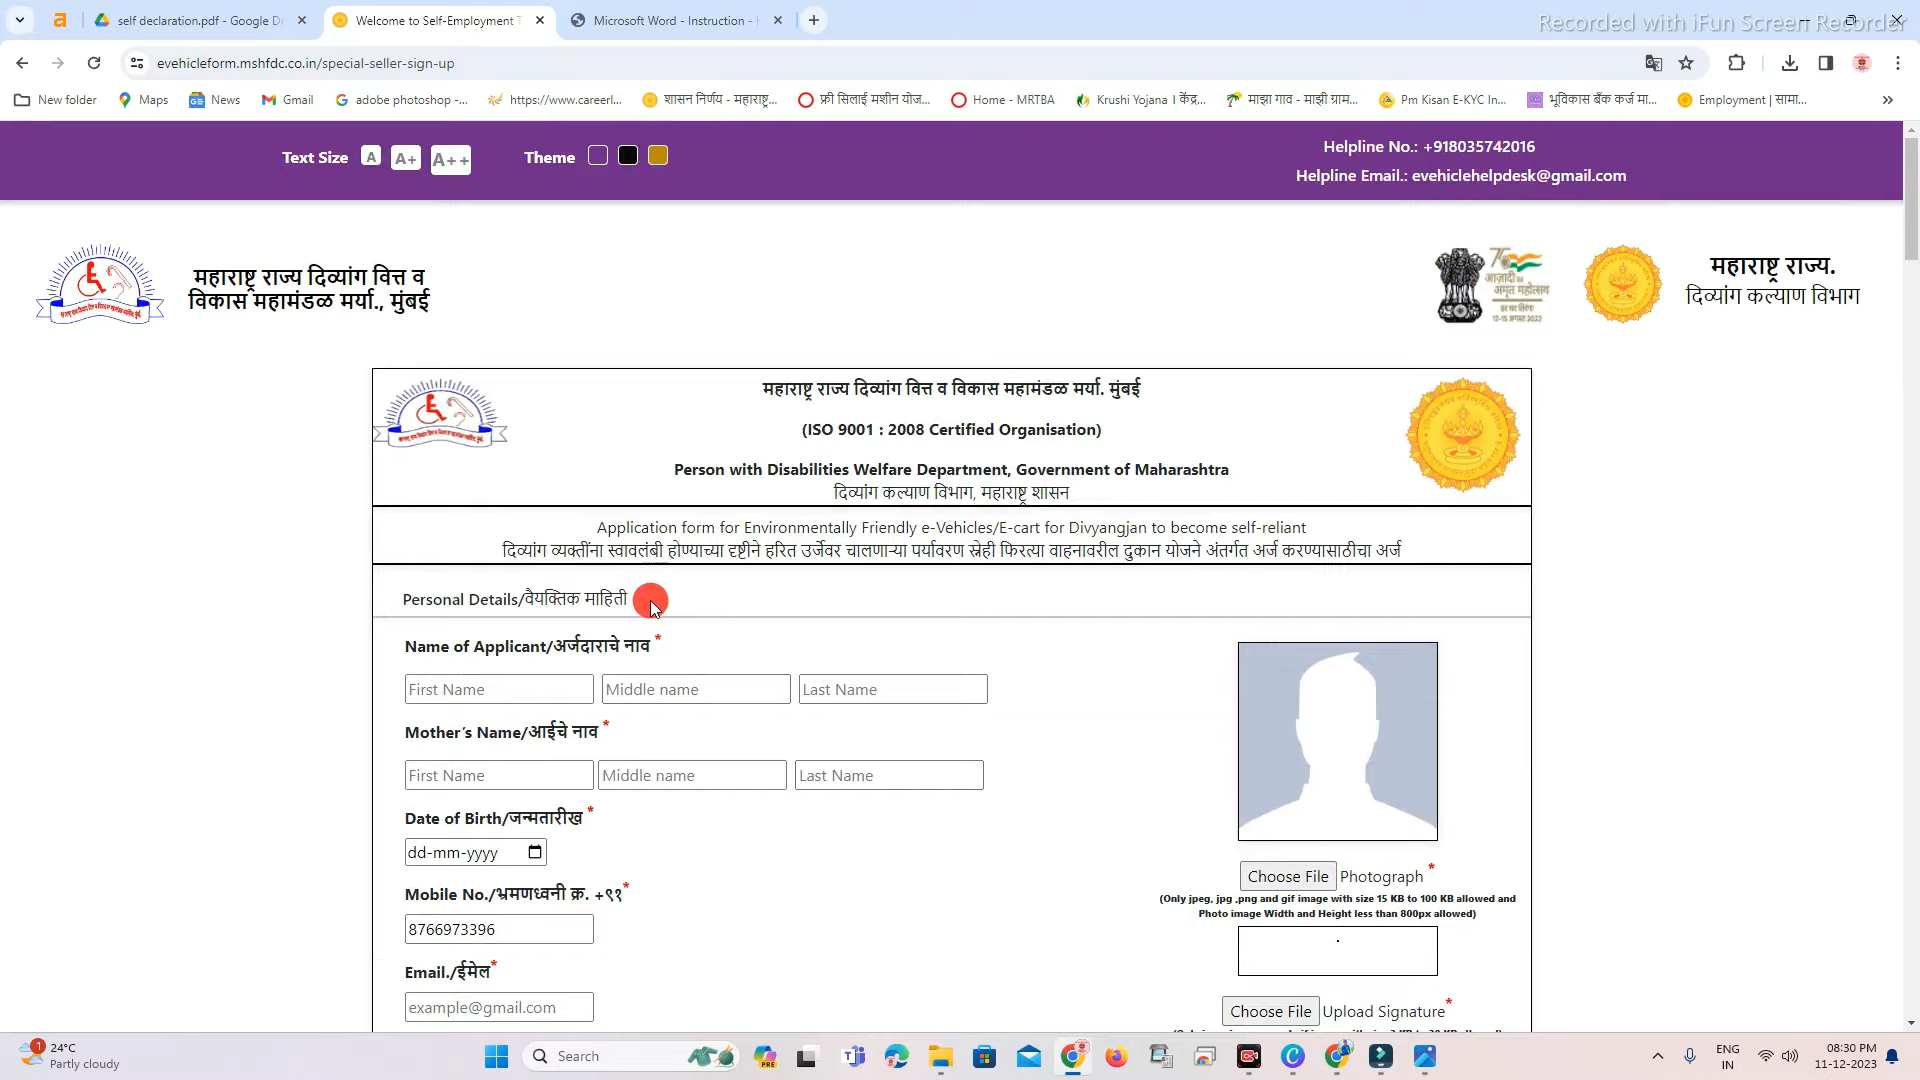 self declaration.pdf - Google D
Welcome to Self-Employment T
Microsoft Word - Instruction -
Recorded with iFun Screen Recorder
evehicleform.mshfdc.co.in/special-seller-sign-up
New folder
Maps
News
Gmail
adobe photoshop -...
https://www.careerl...
शासन निर्णय - महाराष्ट्र...
फ्री सिलाई मशीन योज...
Home - MRTBA
Krushi Yojana । केंद्र...
माझा गाव - माझी ग्राम...
Pm Kisan E-KYC In...
भूविकास बँक कर्ज मा...
Employment | सामा...
Text Size A A+ A++ Theme
Helpline No.: +918035742016
Helpline Email.: evehiclehelpdesk@gmail.com
महाराष्ट्र राज्य दिव्यांग वित्त व
विकास महामंडळ मर्या., मुंबई
आज़ादी का
अमृत महोत्सव
महाराष्ट्र राज्य.
दिव्यांग कल्याण विभाग
महाराष्ट्र राज्य दिव्यांग वित्त व विकास महामंडळ मर्या. मुंबई
(ISO 9001 : 2008 Certified Organisation)
Person with Disabilities Welfare Department, Government of Maharashtra
दिव्यांग कल्याण विभाग, महाराष्ट्र शासन
Application form for Environmentally Friendly e-Vehicles/E-cart for Divyangjan to become self-reliant
दिव्यांग व्यक्तींना स्वावलंबी होण्याच्या दृष्टीने हरित उर्जेवर चालणाऱ्या पर्यावरण स्नेही फिरत्या वाहनावरील दुकान योजने अंतर्गत अर्ज करण्यासाठीचा अर्ज
Personal Details/वैयक्तिक माहिती
Name of Applicant/अर्जदाराचे नाव *
First Name Middle name Last Name
Mother's Name/आईचे नाव *
First Name Middle name Last Name
Date of Birth/जन्मतारीख *
dd-mm-yyyy
Mobile No./भ्रमणध्वनी क्र. +९१*
8766973396
Email./ईमेल*
example@gmail.com
Choose File Photograph *
(Only jpeg, jpg ,png and gif image with size 15 KB to 100 KB allowed and
Photo image Width and Height less than 800px allowed)
Choose File Upload Signature *
1
24°C
Partly cloudy
Search
PRE
ENG
IN
08:30 PM
11-12-2023